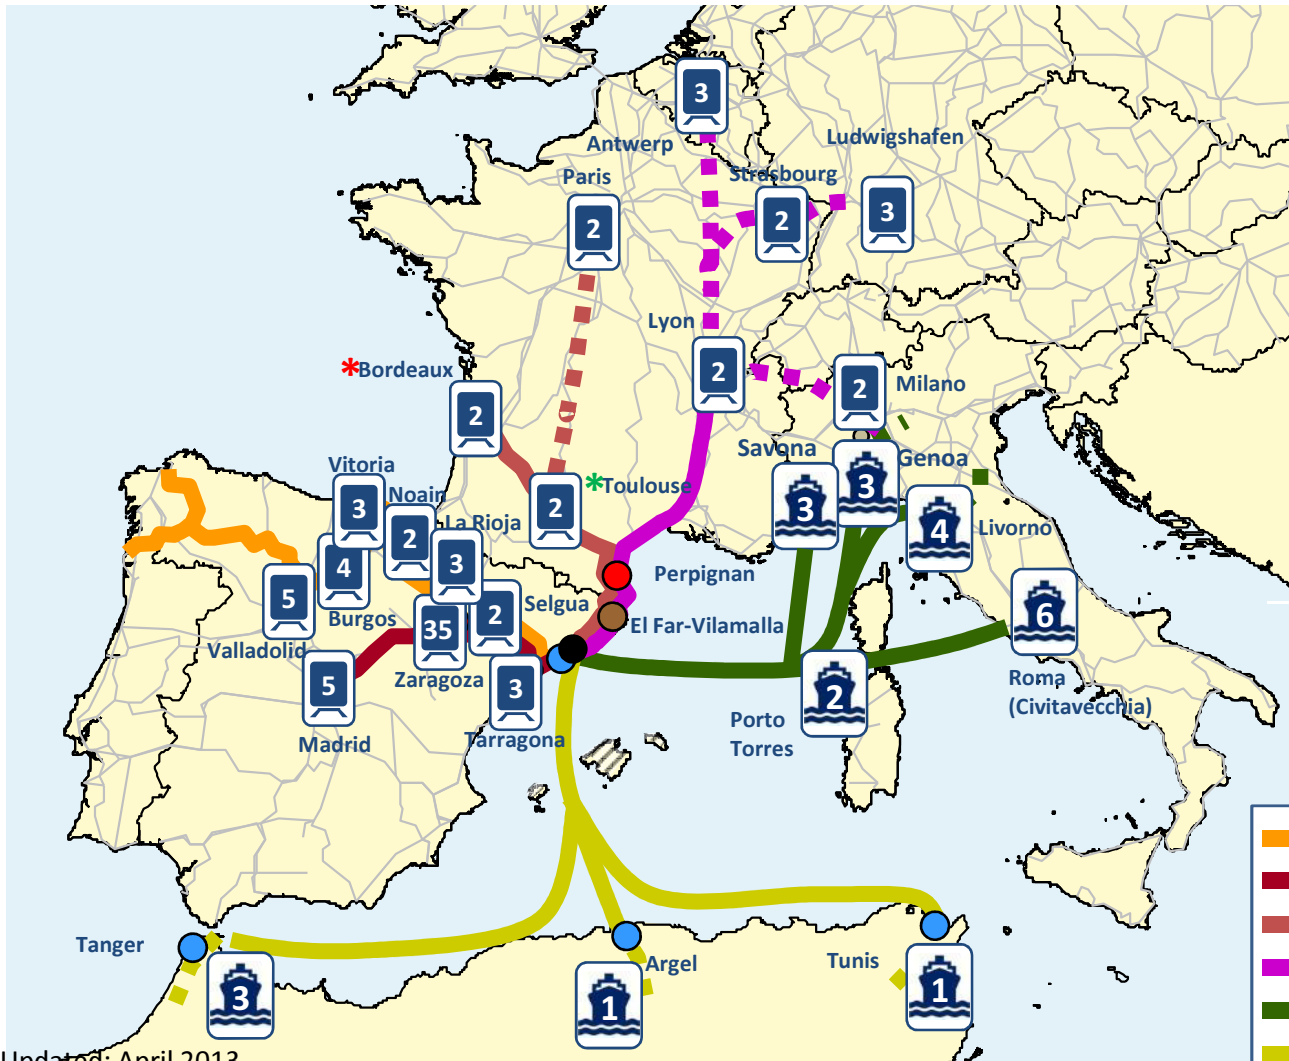 3
Antwerp
Ludwigshafen
Paris
Strasbourg
2
2
3
Lyon
*Bordeaux
2
2
2
Milano
Savona
Genoa
Vitoria
3
Noain
2
La Rioja
3
2
*Toulouse
3
3
4
Livorno
4
5
Burgos
Valladolid
35
2
Selgua
Perpignan
El Far-Vilamalla
6
Roma
(Civitavecchia)
5
Madrid
Zaragoza
3
Tarragona
2
Porto
Torres
Tanger
3
Argel
1
Tunis
1
Updated: April 2013